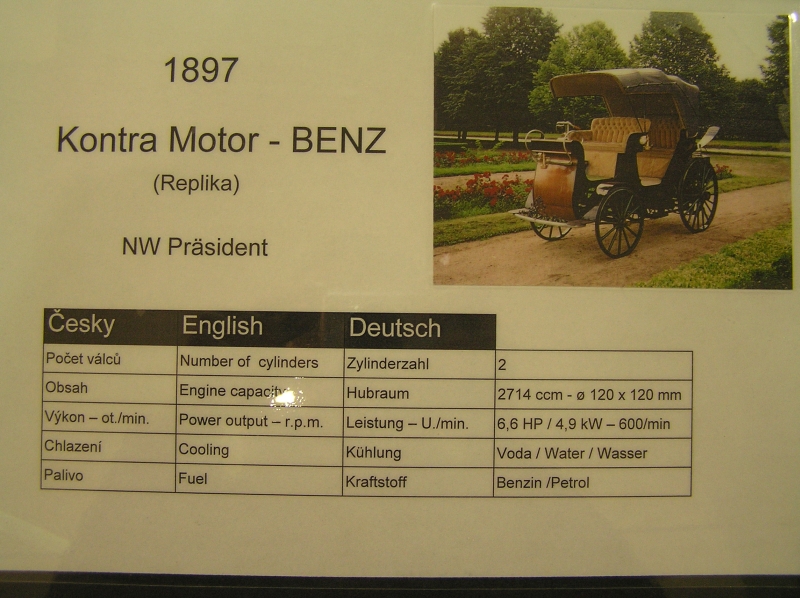 1897
Kontra Motor - BENZ
(Replika)
NW Präsident
Česky English Deutsch
Počet válců Number of cylinders Zylinderzahl 2
Obsah Engine capacity Hubraum 2714 ccm - ø 120 x 120 mm
Výkon – ot./min. Power output – r.p.m. Leistung – U./min. 6,6 HP / 4,9 kW – 600/min
Chlazení Cooling Kühlung Voda / Water / Wasser
Palivo Fuel Kraftstoff Benzin /Petrol